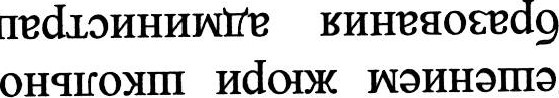 ешением жюри школьно
бразования администрац